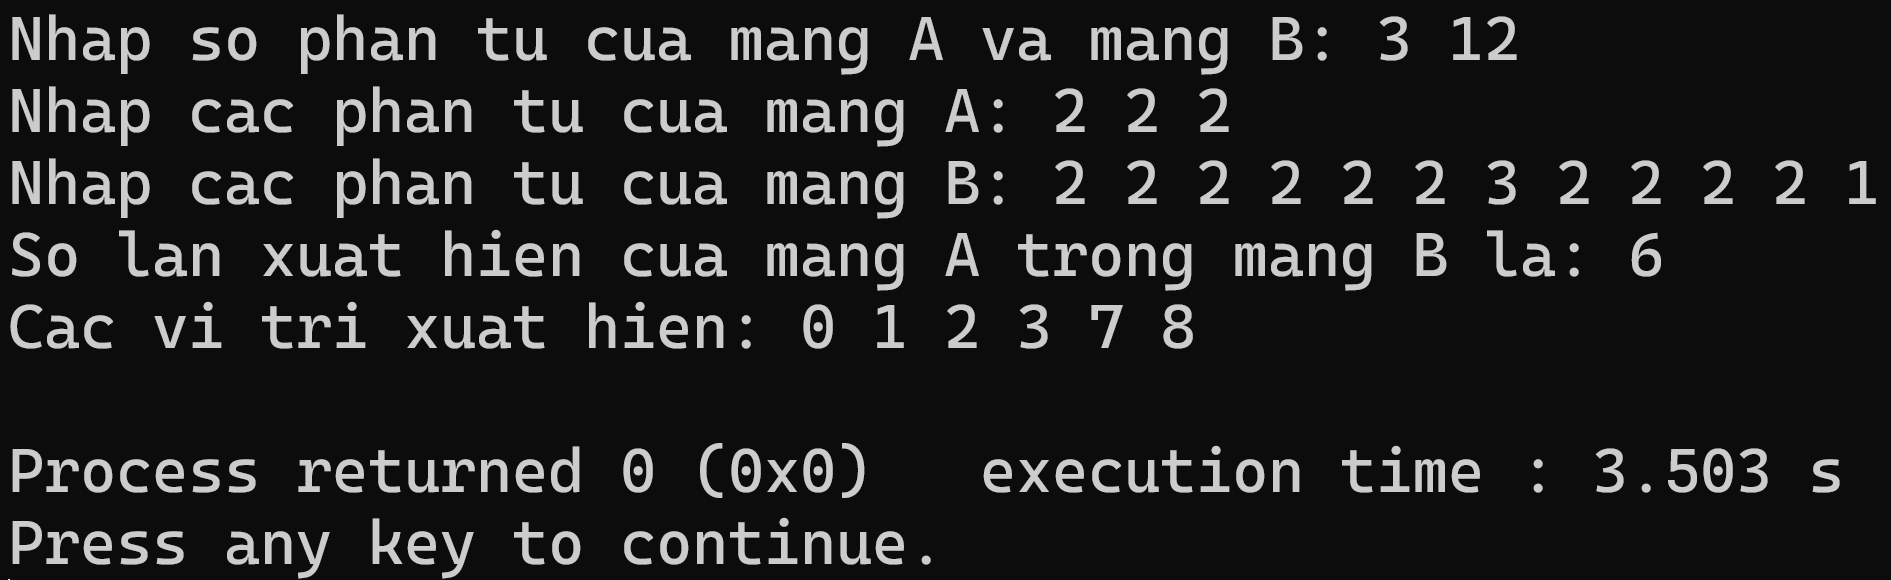 Nhap so phan tu cua mang A va mang B: 3 12
Nhap cac phan tu cua mang A: 2 2 2
Nhap cac phan tu cua mang B: 2 2 2 2 2 2 3 2 2 2 2 1
So lan xuat hien cua mang A trong mang B la: 6
Cac vi tri xuat hien: 0 1 2 3 7 8
Process returned 0 (0x0)   execution time : 3.503 s
Press any key to continue.